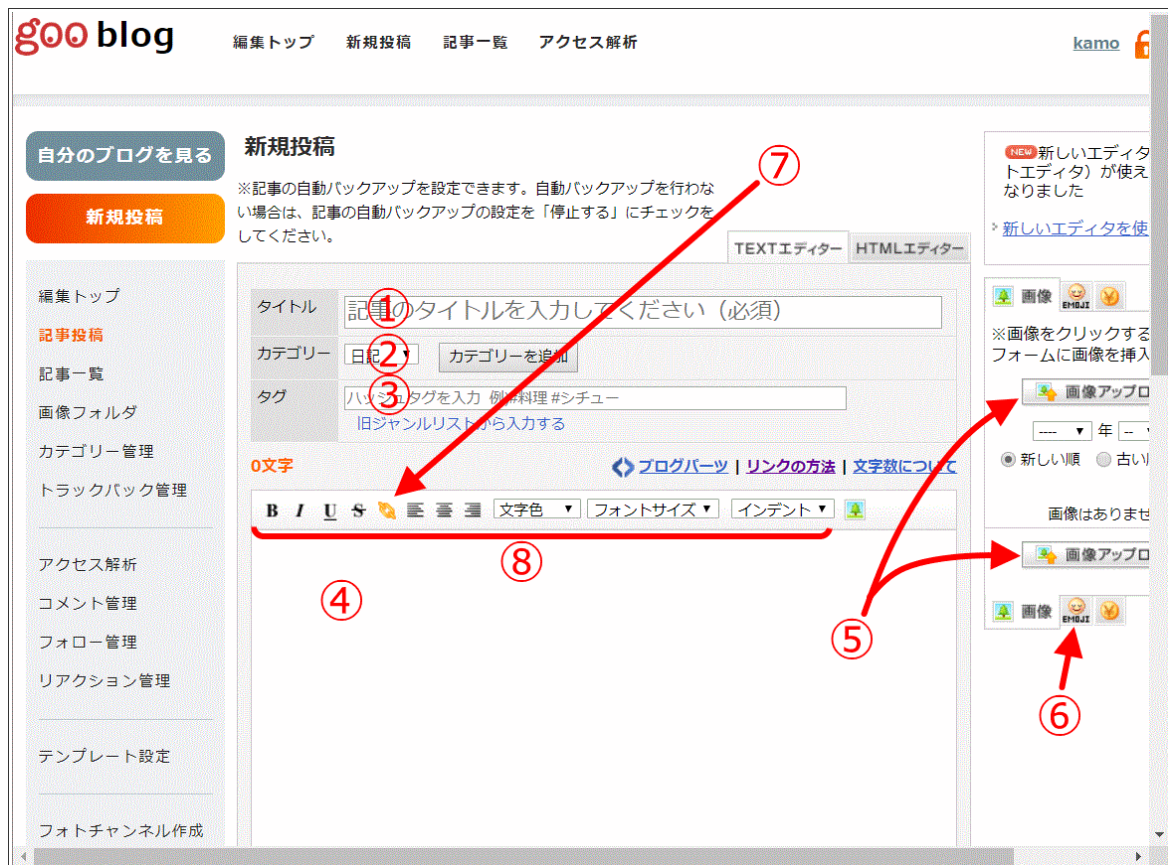 goo blog
編集トップ 新規投稿 記事一覧 アクセス解析
kamo
自分のブログを見る
新規投稿
編集トップ
記事投稿
記事一覧
画像フォルダ
カテゴリー管理
トラックバック管理
アクセス解析
コメント管理
フォロー管理
リアクション管理
テンプレート設定
フォトチャンネル作成
新規投稿
※記事の自動バックアップを設定できます。自動バックアップを行わな
い場合は、記事の自動バックアップの設定を「停止する」にチェックを
してください。
TEXTエディター HTMLエディター
タイトル ① 記事のタイトルを入力してください（必須）
カテゴリー 日記 ② カテゴリーを追加
タグ ③ ハッシュタグを入力 例#料理 #シチュー
旧ジャンルリストから入力する
0文字 ブログパーツ | リンクの方法 | 文字数について
B I U S 文字色 フォントサイズ インデント
⑦
⑧
④
NEW 新しいエディタ
トエディタ）が使え
なりました
新しいエディタを使
画像 EMOJI
※画像をクリックする
フォームに画像を挿入
画像アップロ
---- 年 --
新しい順 古い
画像はありませ
画像アップロ
画像 EMOJI
⑤
⑥